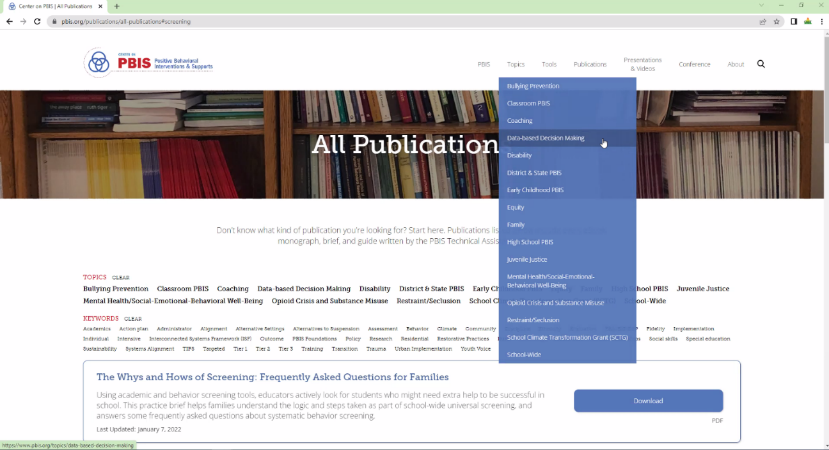 Center on PBIS | All Publications
pbis.org/publications/all-publications#screening
CENTER ON
PBIS Positive Behavioral
Interventions & Supports
PBIS Topics Tools Publications Presentations & Videos Conference About
Bullying Prevention
Classroom PBIS
Coaching
Data-based Decision Making
Disability
District & State PBIS
Early Childhood PBIS
Equity
Family
High School PBIS
Juvenile Justice
Mental Health/Social-Emotional-
Behavioral Well-Being
Opioid Crisis and Substance Misuse
Restraint/Seclusion
School Climate Transformation Grant (SCTG)
School-Wide
All Publication
Don't know what kind of publication you're looking for? Start here. Publications lis
monograph, brief, and guide written by the PBIS Technical Assis
TOPICS CLEAR
Bullying Prevention Classroom PBIS Coaching Data-based Decision Making Disability District & State PBIS Early Ch School PBIS Juvenile Justice
Mental Health/Social-Emotional-Behavioral Well-Being Opioid Crisis and Substance Misuse Restraint/Seclusion School Cl ol-Wide
KEYWORDS CLEAR
Academics Action plan Administrator Alignment Alternative Settings Alternatives to Suspension Assessment Behavior Climate Community Fidelity Implementation
Individual Intensive Interconnected Systems Framework (ISF) Outcome PBIS Foundations Policy Research Residential Restorative Practices Social skills Special education
Sustainability Systems Alignment TIPS Targeted Tier 1 Tier 2 Tier 3 Training Transition Trauma Urban Implementation Youth Voice
The Whys and Hows of Screening: Frequently Asked Questions for Families
Using academic and behavior screening tools, educators actively look for students who might need extra help to be successful in
school. This practice brief helps families understand the logic and steps taken as part of school-wide universal screening, and
answers some frequently asked questions about systematic behavior screening.
Last Updated: January 7, 2022
Download
PDF
https://www.pbis.org/topics/data-based-decision-making